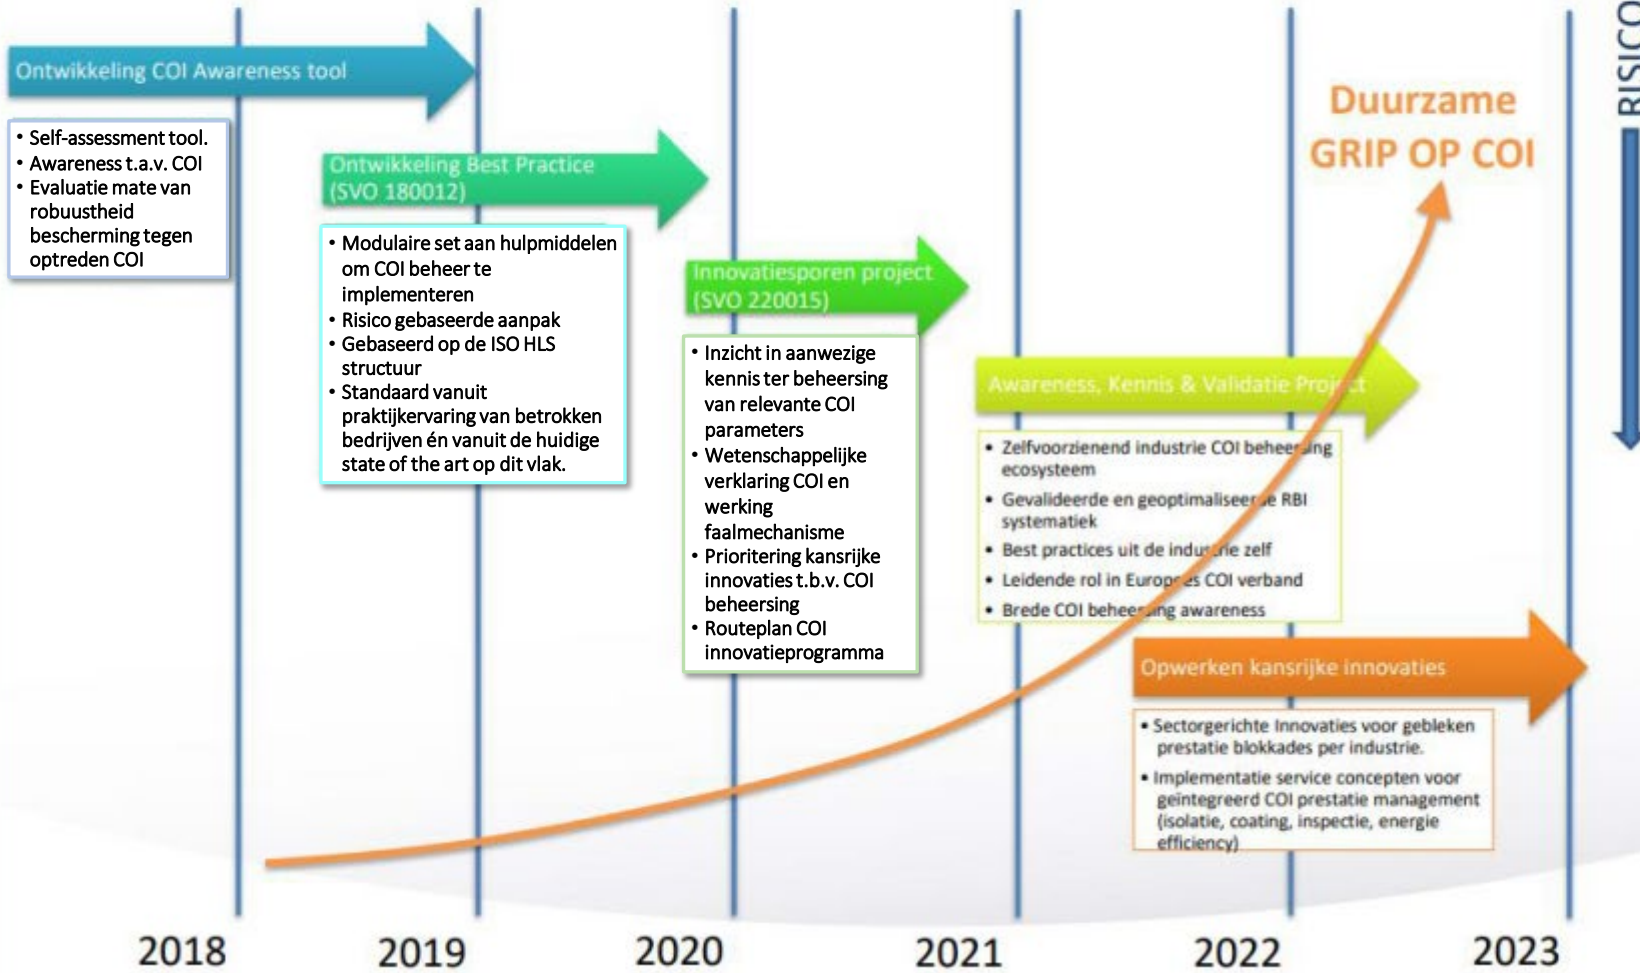 Ontwikkeling COI Awareness tool
• Self-assessment tool.
• Awareness t.a.v. COI
• Evaluatie mate van
robuustheid
bescherming tegen
optreden COI
Ontwikkeling Best Practice
(SVO 180012)
• Modulaire set aan hulpmiddelen
om COI beheer te
implementeren
• Risico gebaseerde aanpak
• Gebaseerd op de ISO HLS
structuur
• Standaard vanuit
praktijkervaring van betrokken
bedrijven én vanuit de huidige
state of the art op dit vlak.
Innovatiesporen project
(SVO 220015)
• Inzicht in aanwezige
kennis ter beheersing
van relevante COI
parameters
• Wetenschappelijke
verklaring COI en
werking
faalmechanisme
• Prioritering kansrijke
innovaties t.b.v. COI
beheersing
• Routeplan COI
innovatieprogramma
Duurzame
GRIP OP COI
RISICO
Awareness, Kennis & Validatie Project
• Zelfvoorzienend industrie COI beheersing
ecosysteem
• Gevalideerde en geoptimaliseerde RBI
systematiek
• Best practices uit de industrie zelf
• Leidende rol in Europees COI verband
• Brede COI beheersing awareness
Opwerken kansrijke innovaties
• Sectorgerichte Innovaties voor gebleken
prestatie blokkades per industrie.
• Implementatie service concepten voor
geïntegreerd COI prestatie management
(isolatie, coating, inspectie, energie
efficiency)
2018
2019
2020
2021
2022
2023